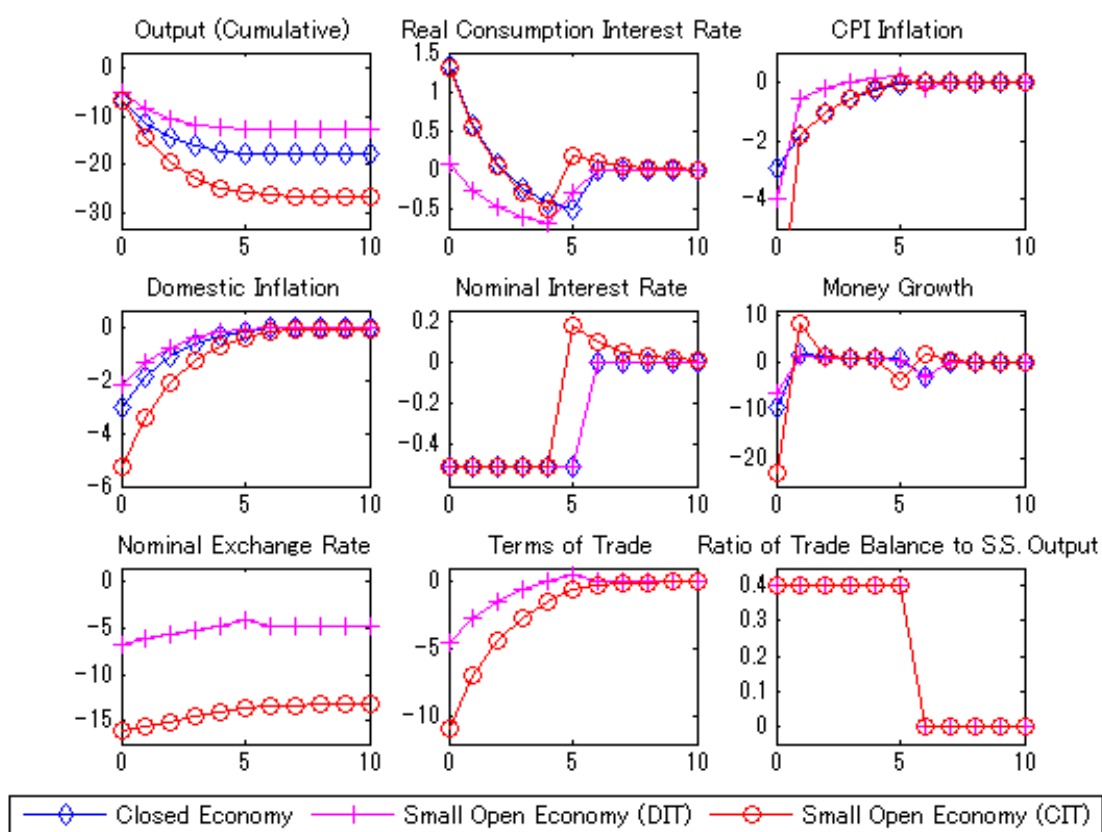 Output (Cumulative)
0
-10
-20
-30
0 5 10
Real Consumption Interest Rate
1.5
1
0.5
0
-0.5
0 5 10
CPI Inflation
0
-2
-4
0 5 10
Domestic Inflation
0
-2
-4
-6
0 5 10
Nominal Interest Rate
0.2
0
-0.2
-0.4
0 5 10
Money Growth
10
0
-10
-20
0 5 10
Nominal Exchange Rate
0
-5
-10
-15
0 5 10
Terms of Trade
0
-5
-10
0 5 10
Ratio of Trade Balance to S.S. Output
0.4
0.3
0.2
0.1
0
0 5 10
Closed Economy Small Open Economy (DIT) Small Open Economy (CIT)